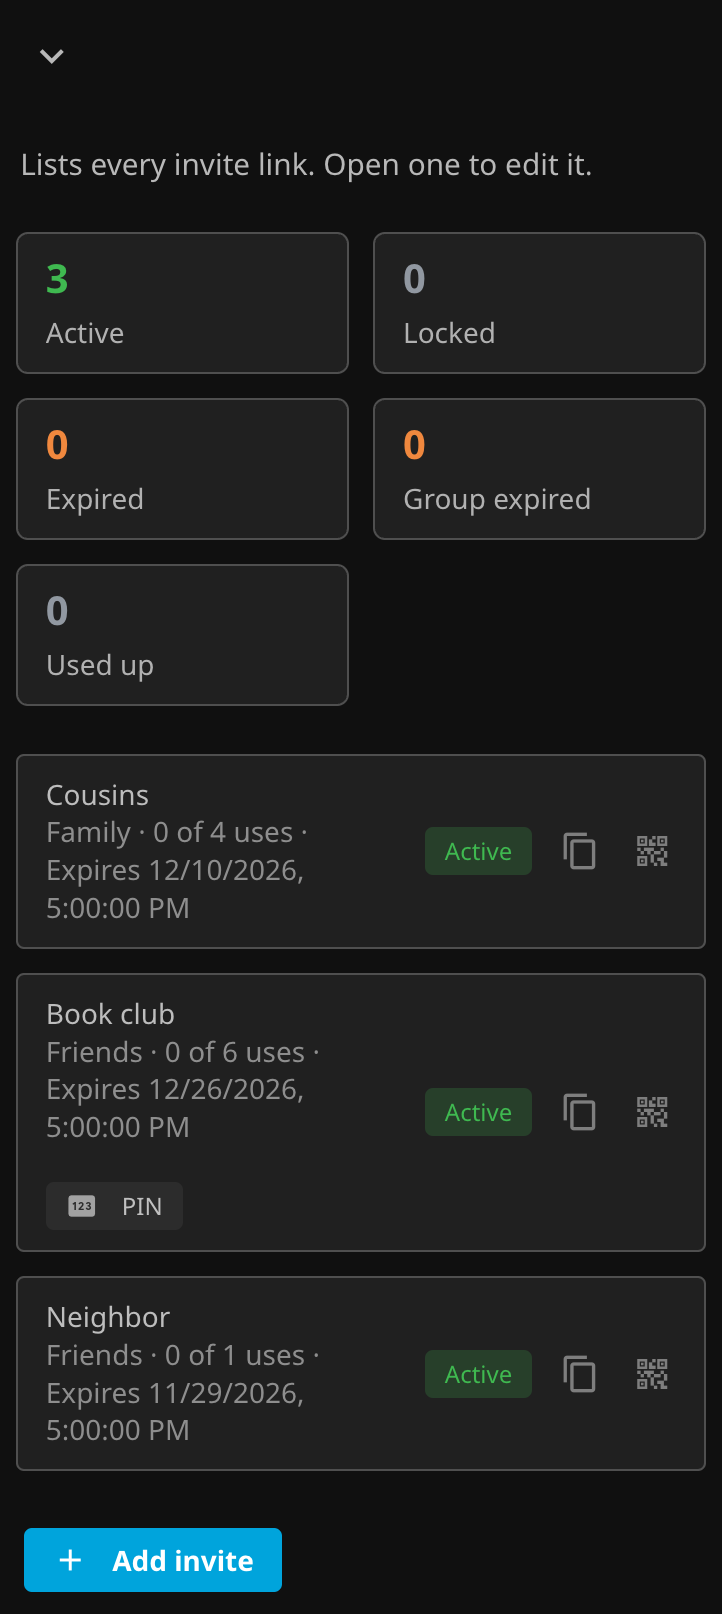 Lists every invite link. Open one to edit it.
3
Active
0
Locked
0
Expired
0
Group expired
0
Used up
Cousins
Family · 0 of 4 uses ·
Expires 12/10/2026,
5:00:00 PM
Active
Book club
Friends · 0 of 6 uses ·
Expires 12/26/2026,
5:00:00 PM
Active
123 PIN
Neighbor
Friends · 0 of 1 uses ·
Expires 11/29/2026,
5:00:00 PM
Active
+ Add invite